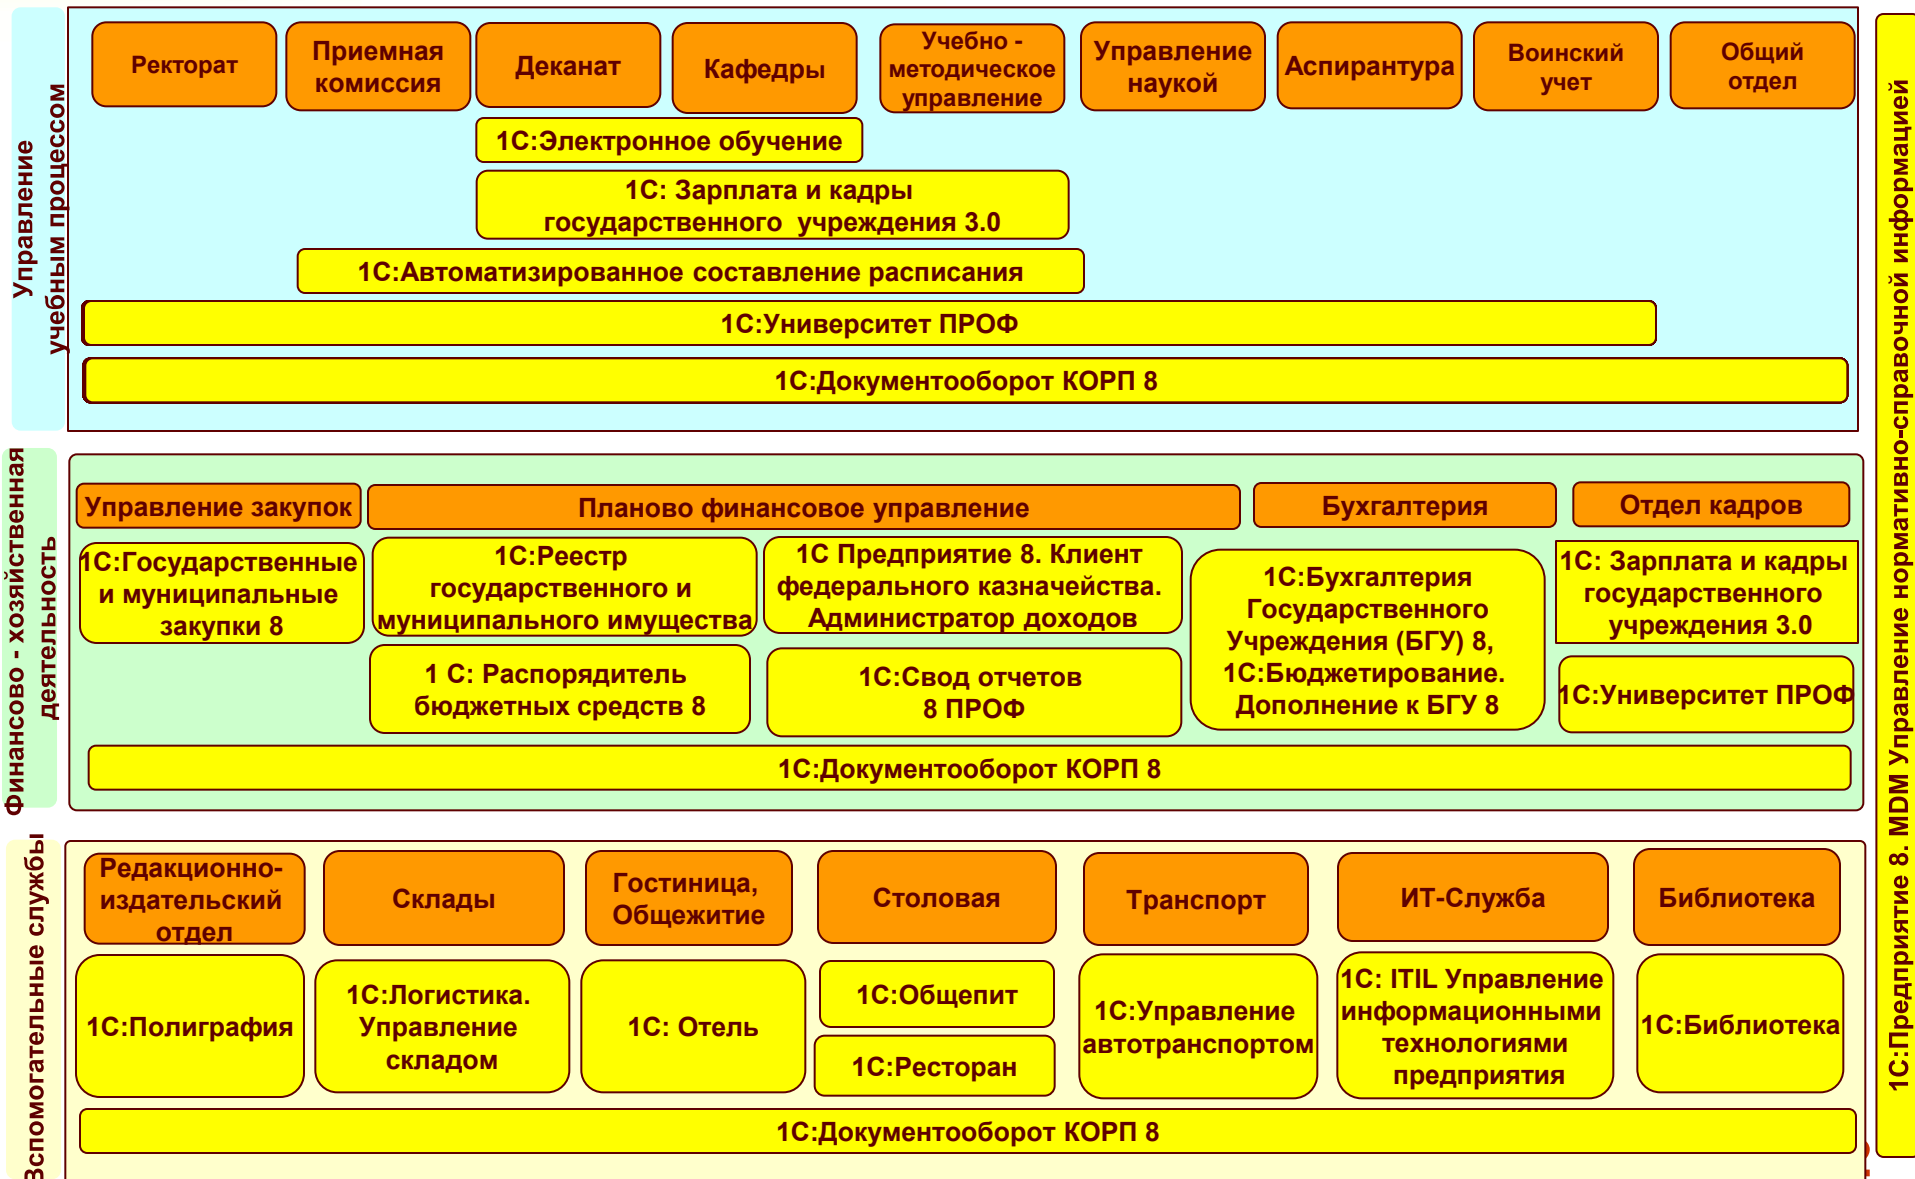 Управление
учебным процессом
Ректорат
Приемная
комиссия
Деканат
Кафедры
Учебно -
методическое
управление
Управление
наукой
Аспирантура
Воинский
учет
Общий
отдел
1С:Электронное обучение
1С: Зарплата и кадры
государственного учреждения 3.0
1С:Автоматизированное составление расписания
1С:Университет ПРОФ
1С:Документооборот КОРП 8
Финансово - хозяйственная
деятельность
Управление закупок
Планово финансовое управление
Бухгалтерия
Отдел кадров
1С:Государственные
и муниципальные
закупки 8
1С:Реестр
государственного и
муниципального имущества
1С Предприятие 8. Клиент
федерального казначейства.
Администратор доходов
1С:Бухгалтерия
Государственного
Учреждения (БГУ) 8,
1С:Бюджетирование.
Дополнение к БГУ 8
1С: Зарплата и кадры
государственного
учреждения 3.0
1 С: Распорядитель
бюджетных средств 8
1С:Свод отчетов
8 ПРОФ
1С:Университет ПРОФ
1С:Документооборот КОРП 8
Вспомогательные службы
Редакционно-
издательский
отдел
Склады
Гостиница,
Общежитие
Столовая
Транспорт
ИТ-Служба
Библиотека
1С:Полиграфия
1С:Логистика.
Управление
складом
1С: Отель
1С:Общепит
1С:Ресторан
1С:Управление
автотранспортом
1С: ITIL Управление
информационными
технологиями
предприятия
1С:Библиотека
1С:Документооборот КОРП 8
1С:Предприятие 8. MDM Управление нормативно-справочной информацией